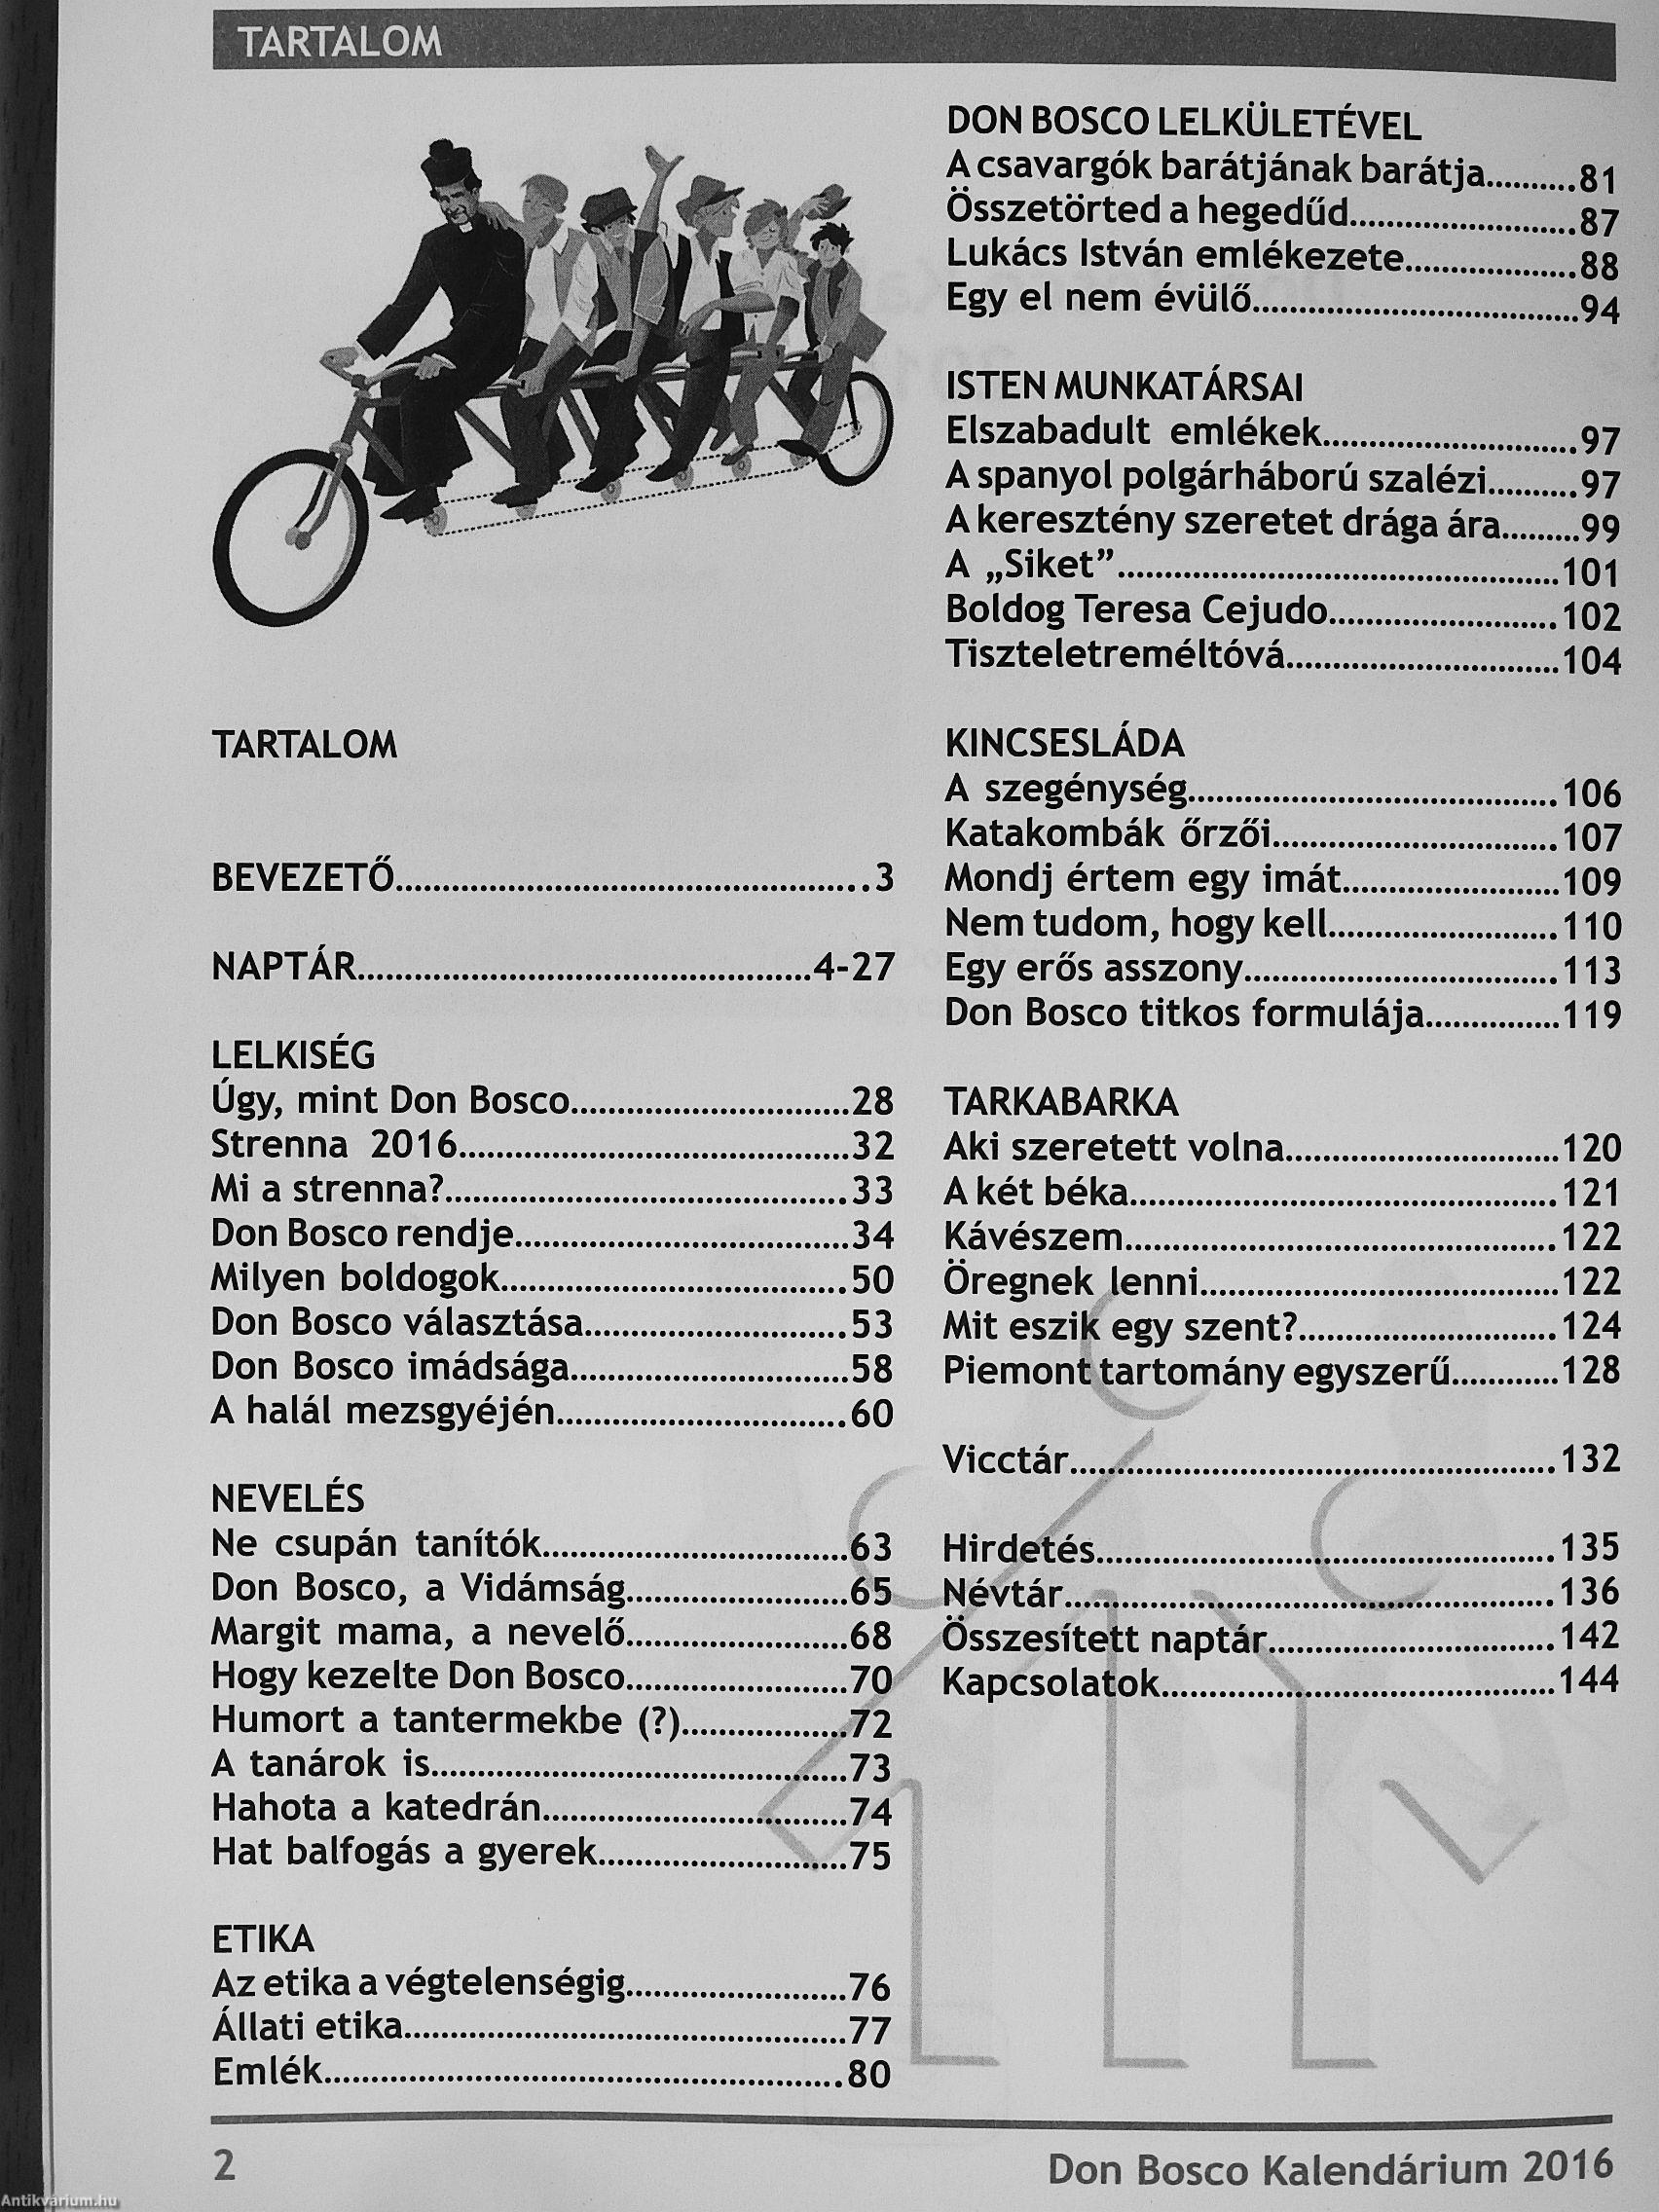 TARTALOM
TARTALOM
BEVEZETŐ...3
NAPTÁR...4-27
LELKISÉG
Úgy, mint Don Bosco...28
Strenna 2016...32
Mi a strenna?...33
Don Bosco rendje...34
Milyen boldogok...50
Don Bosco választása...53
Don Bosco imádsága...58
A halál mezsgyéjén...60
NEVELÉS
Ne csupán tanítók...63
Don Bosco, a Vidámság...65
Margit mama, a nevelő...68
Hogy kezelte Don Bosco...70
Humort a tantermekbe (?)...72
A tanárok is...73
Hahota a katedrán...74
Hat balfogás a gyerek...75
ETIKA
Az etika a végtelenségig...76
Állati etika...77
Emlék...80
DON BOSCO LELKÜLETÉVEL
A csavargók barátjának barátja...81
Összetörted a hegedűd...87
Lukács István emlékezete...88
Egy el nem évülő...94
ISTEN MUNKATÁRSAI
Elszabadult emlékek...97
A spanyol polgárháború szalézi...97
A keresztény szeretet drága ára...99
A „Siket”...101
Boldog Teresa Cejudo...102
Tiszteletreméltóvá...104
KINCSESLÁDA
A szegénység...106
Katakombák őrzői...107
Mondj értem egy imát...109
Nem tudom, hogy kell...110
Egy erős asszony...113
Don Bosco titkos formulája...119
TARKABARKA
Aki szeretett volna...120
A két béka...121
Kávészem...122
Öregnek lenni...122
Mit eszik egy szent?...124
Piemont tartomány egyszerű...128
Vicctár...132
Hirdetés...135
Névtár...136
Összesített naptár...142
Kapcsolatok...144
2
Don Bosco Kalendárium 2016
Antikvárium.hu